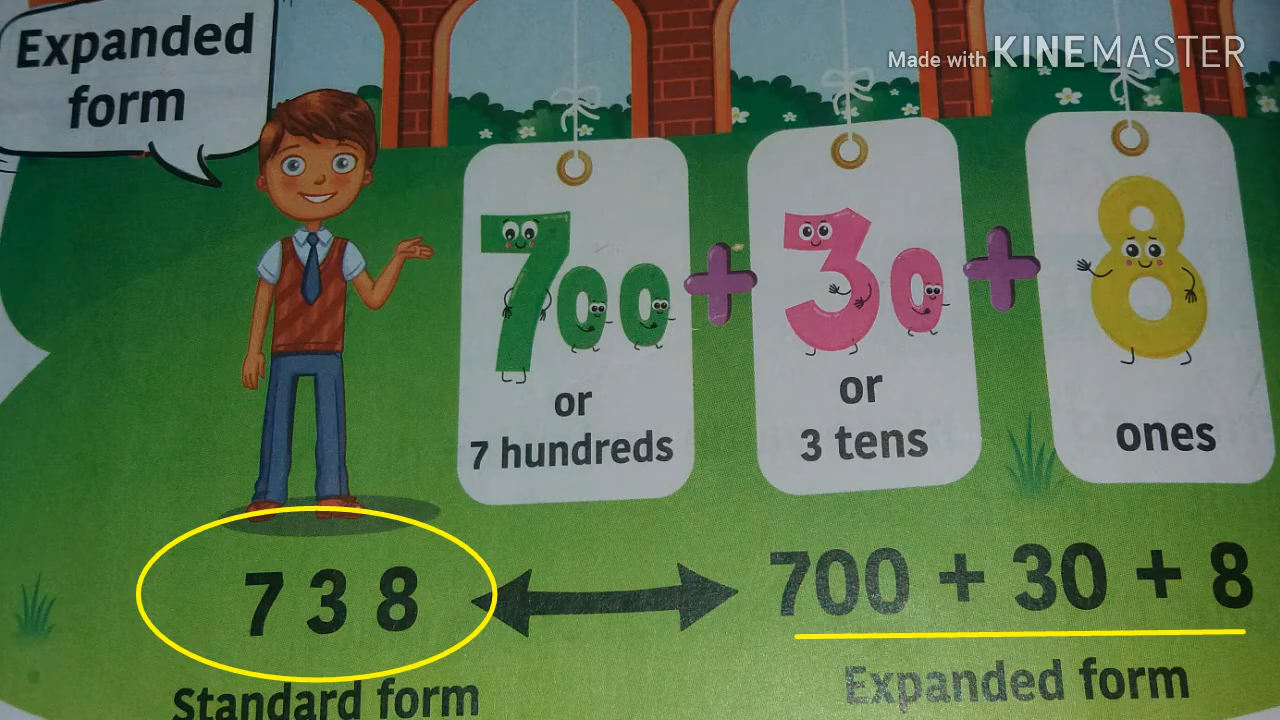 Expanded
form
Made with KINEMASTER
700 + 30 + 8
or
7 hundreds
or
3 tens
ones
7 3 8
700 + 30 + 8
Standard form
Expanded form